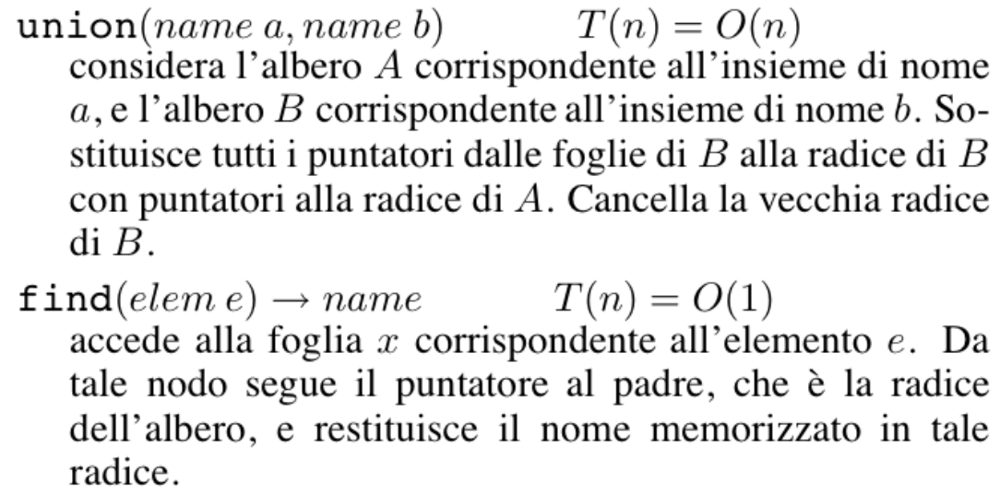 union(name a, name b) T(n) = O(n)
considera l'albero A corrispondente all'insieme di nome
a, e l'albero B corrispondente all'insieme di nome b. So-
stituisce tutti i puntatori dalle foglie di B alla radice di B
con puntatori alla radice di A. Cancella la vecchia radice
di B.
find(elem e) → name T(n) = O(1)
accede alla foglia x corrispondente all'elemento e. Da
tale nodo segue il puntatore al padre, che è la radice
dell'albero, e restituisce il nome memorizzato in tale
radice.